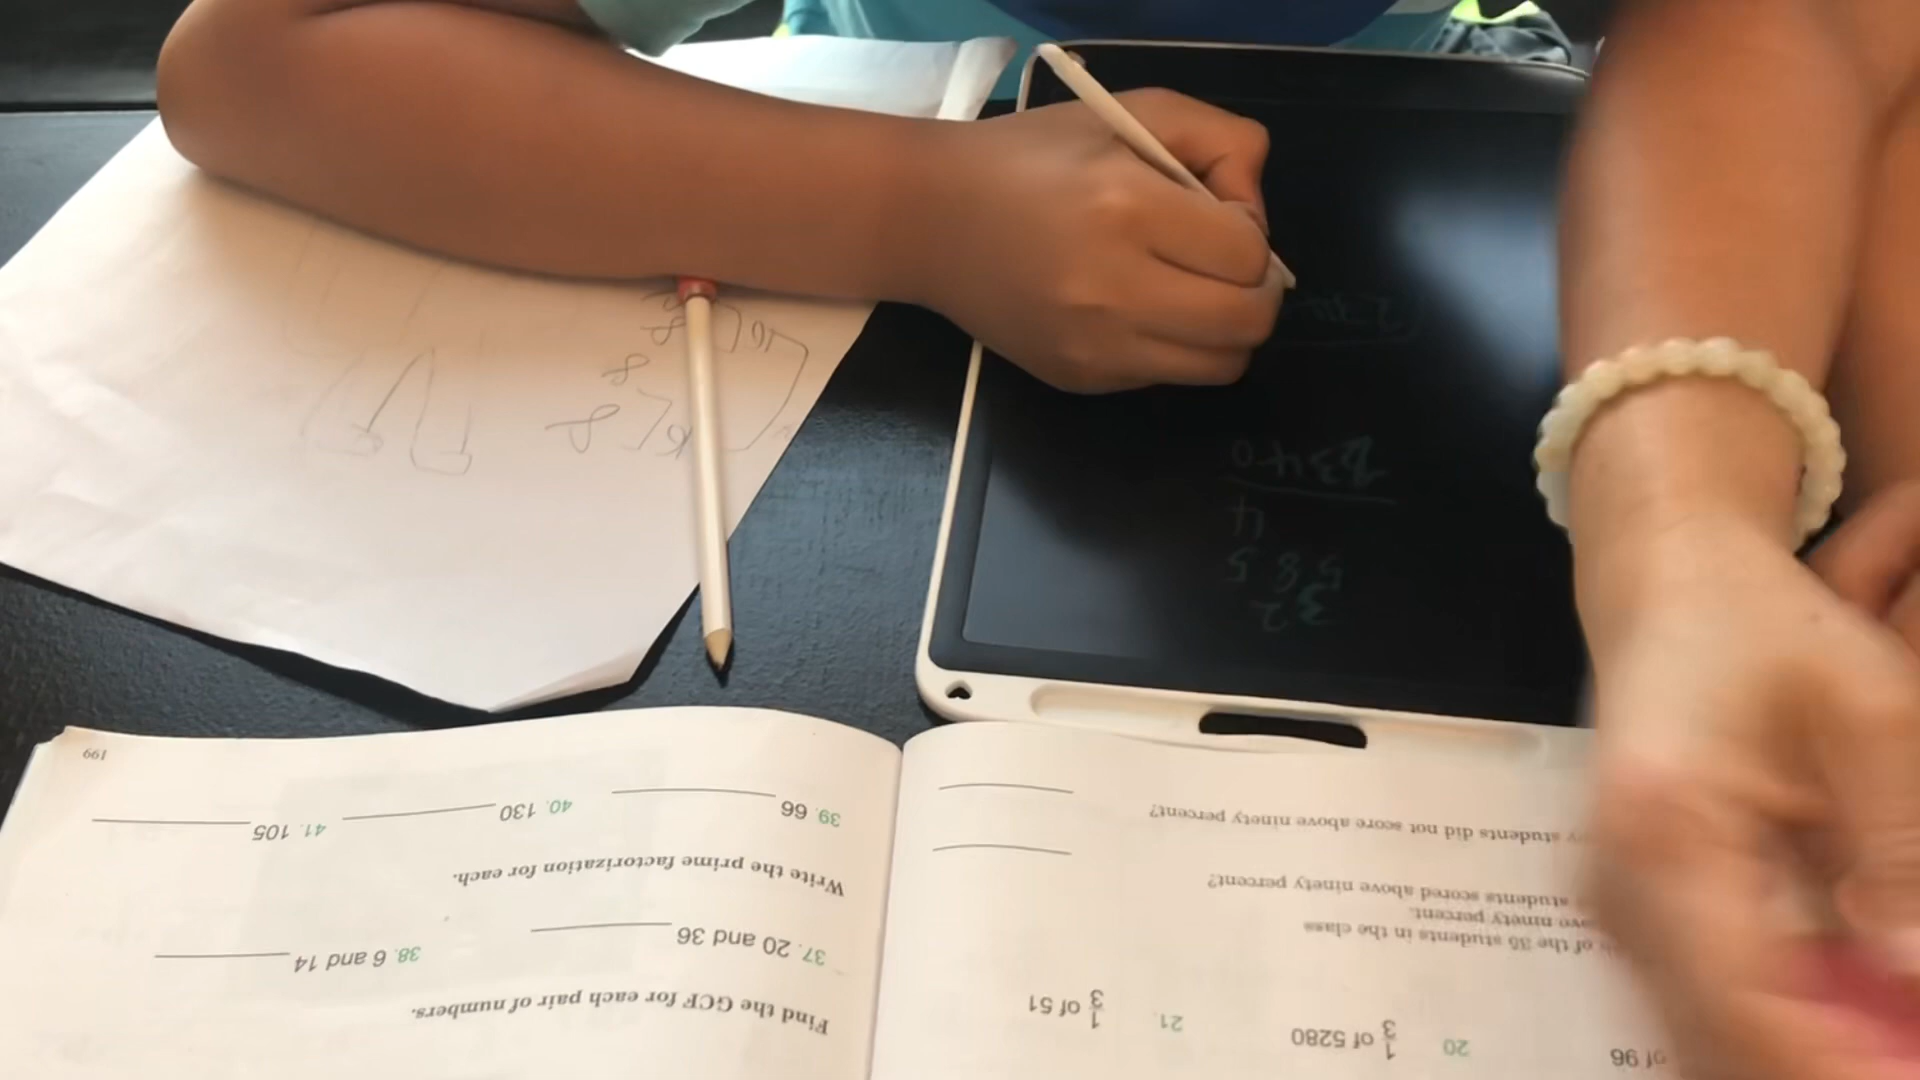 of 96
20
1/3 of 5280
21.
1/3 of 51
of the 35 students in the class
ninety percent.
students scored above ninety percent?
students did not score above ninety percent?
Find the GCF for each pair of numbers.
37. 20 and 36
38. 6 and 14
Write the prime factorization for each.
39. 66
40. 130
41. 105
199
32
585
4
2340